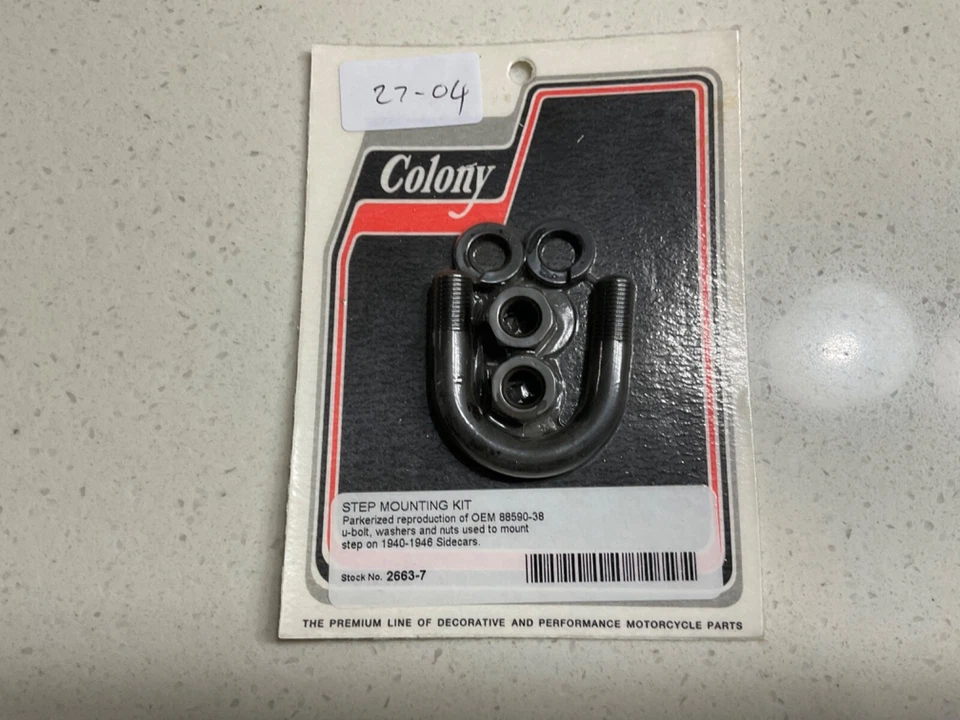 27-04
Colony
STEP MOUNTING KIT
Parkerized reproduction of OEM 88590-38
u-bolt, washers and nuts used to mount
step on 1940-1946 Sidecars.
Stock No. 2663-7
THE PREMIUM LINE OF DECORATIVE AND PERFORMANCE MOTORCYCLE PARTS